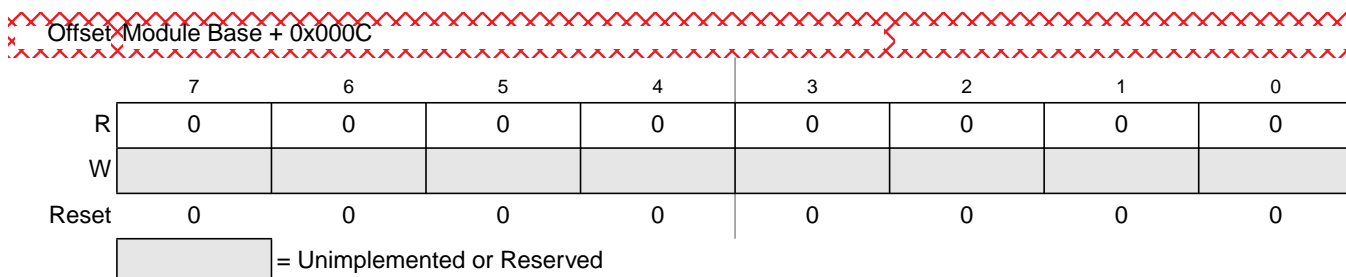 Offset Module Base + 0x000C
7 6 5 4 3 2 1 0
R 0 0 0 0 0 0 0 0
W
Reset 0 0 0 0 0 0 0 0
= Unimplemented or Reserved